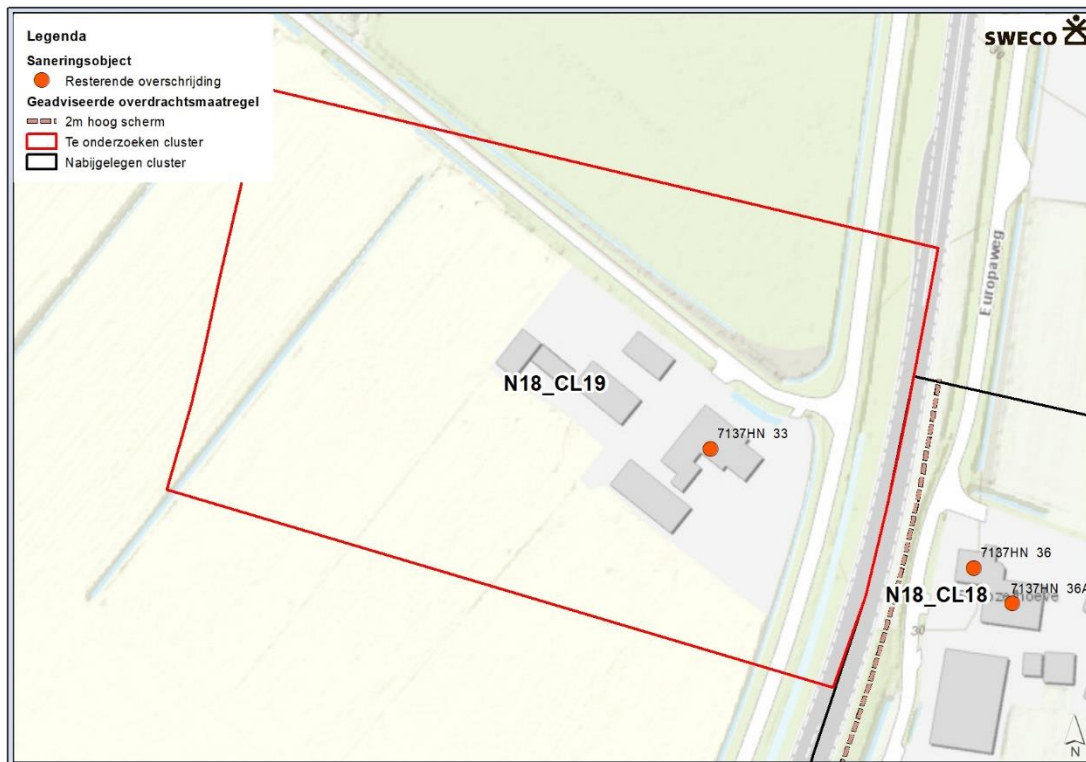 Legenda
Saneringsobject
Resterende overschrijding
Geadviseerde overdrachtsmaatregel
2m hoog scherm
Te onderzoeken cluster
Nabijgelegen cluster
SWECO
30
Europaweg
N18_CL19
7137HN 33
7137HN 36
N18_CL18
7137HN 36A
30
N